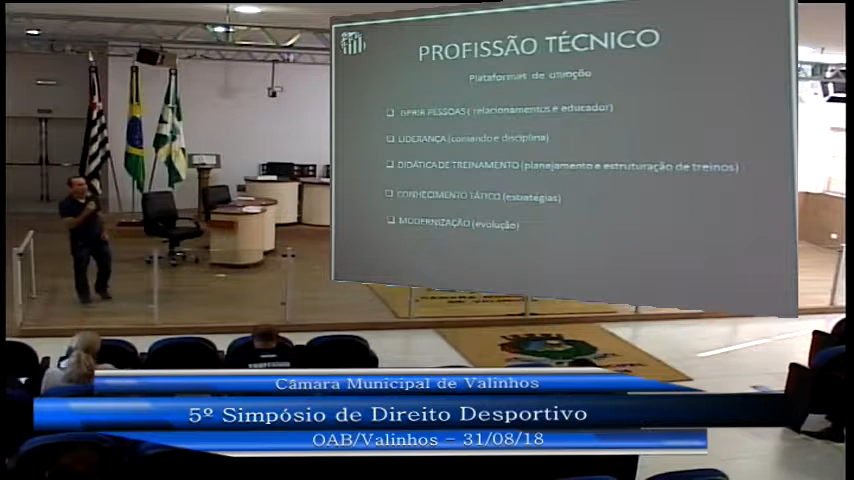 PROFISSÃO TÉCNICO
Plataformas de atuação
GERIR PESSOAS( relacionamentos e educador)
LIDERANÇA(comando e disciplina)
DIDÁTICA DE TREINAMENTO (planejamento e estruturação de treinos)
CONHECIMENTO TÁTICO (estratégias)
MODERNIZAÇÃO (evolução)
Câmara Municipal de Valinhos
5º Simpósio de Direito Desportivo
OAB/Valinhos - 31/08/18